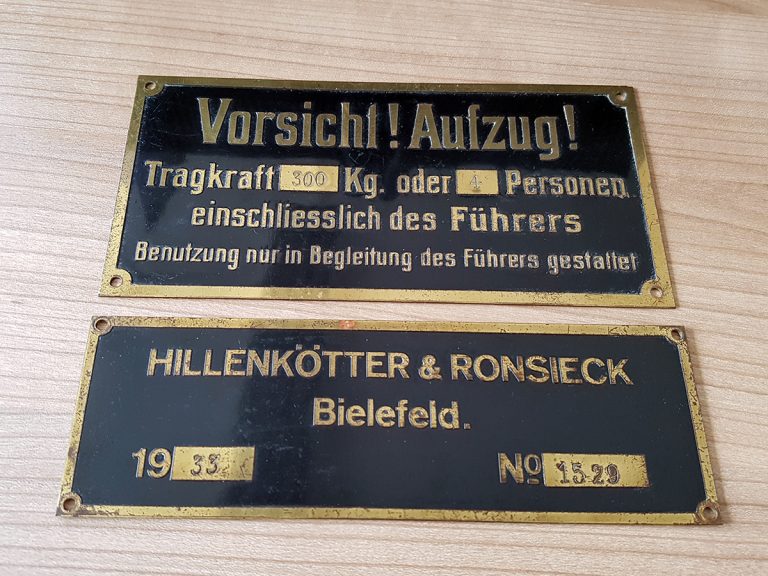 Vorsicht! Aufzug!
Tragkraft 300 Kg. oder 4 Personen
einschliesslich des Führers
Benutzung nur in Begleitung des Führers gestattet
HILLENKÖTTER & RONSIECK
Bielefeld.
1933 Nº 1529